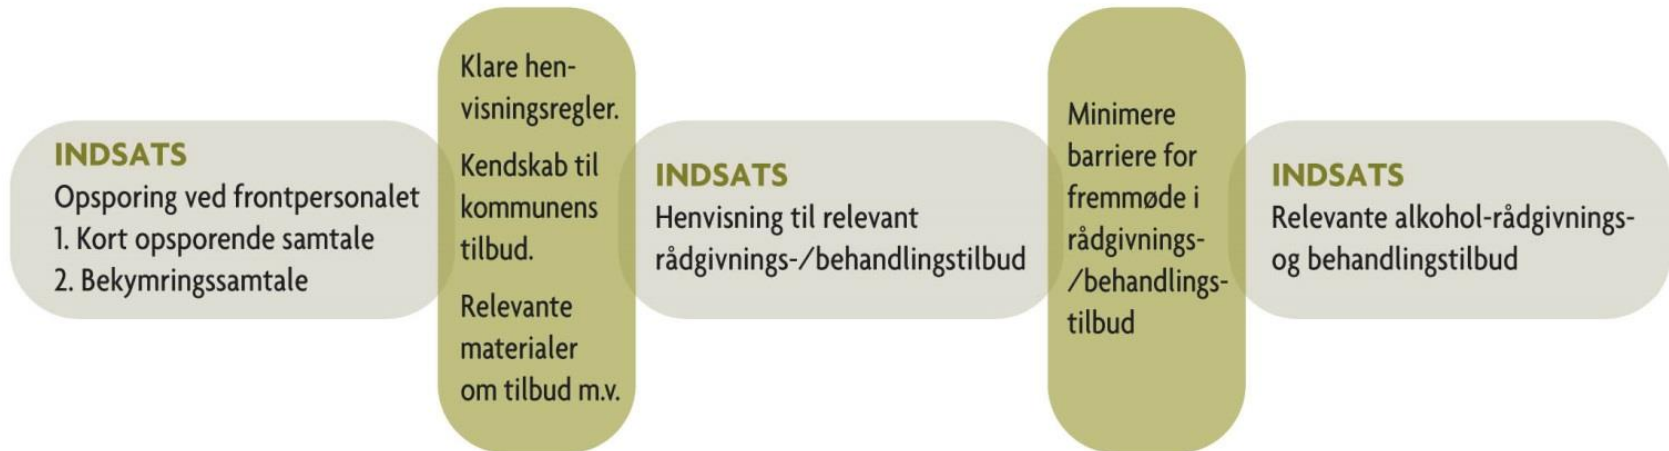 INDSATS
Opsporing ved frontpersonalet
1. Kort opsporende samtale
2. Bekymringssamtale
Klare hen-
visningsregler.
Kendskab til
kommunens
tilbud.
Relevante
materialer
om tilbud m.v.
INDSATS
Henvisning til relevant
rådgivnings-/behandlingstilbud
Minimere
barriere for
fremmøde i
rådgivnings-
/behandlings-
tilbud
INDSATS
Relevante alkohol-rådgivnings-
og behandlingstilbud